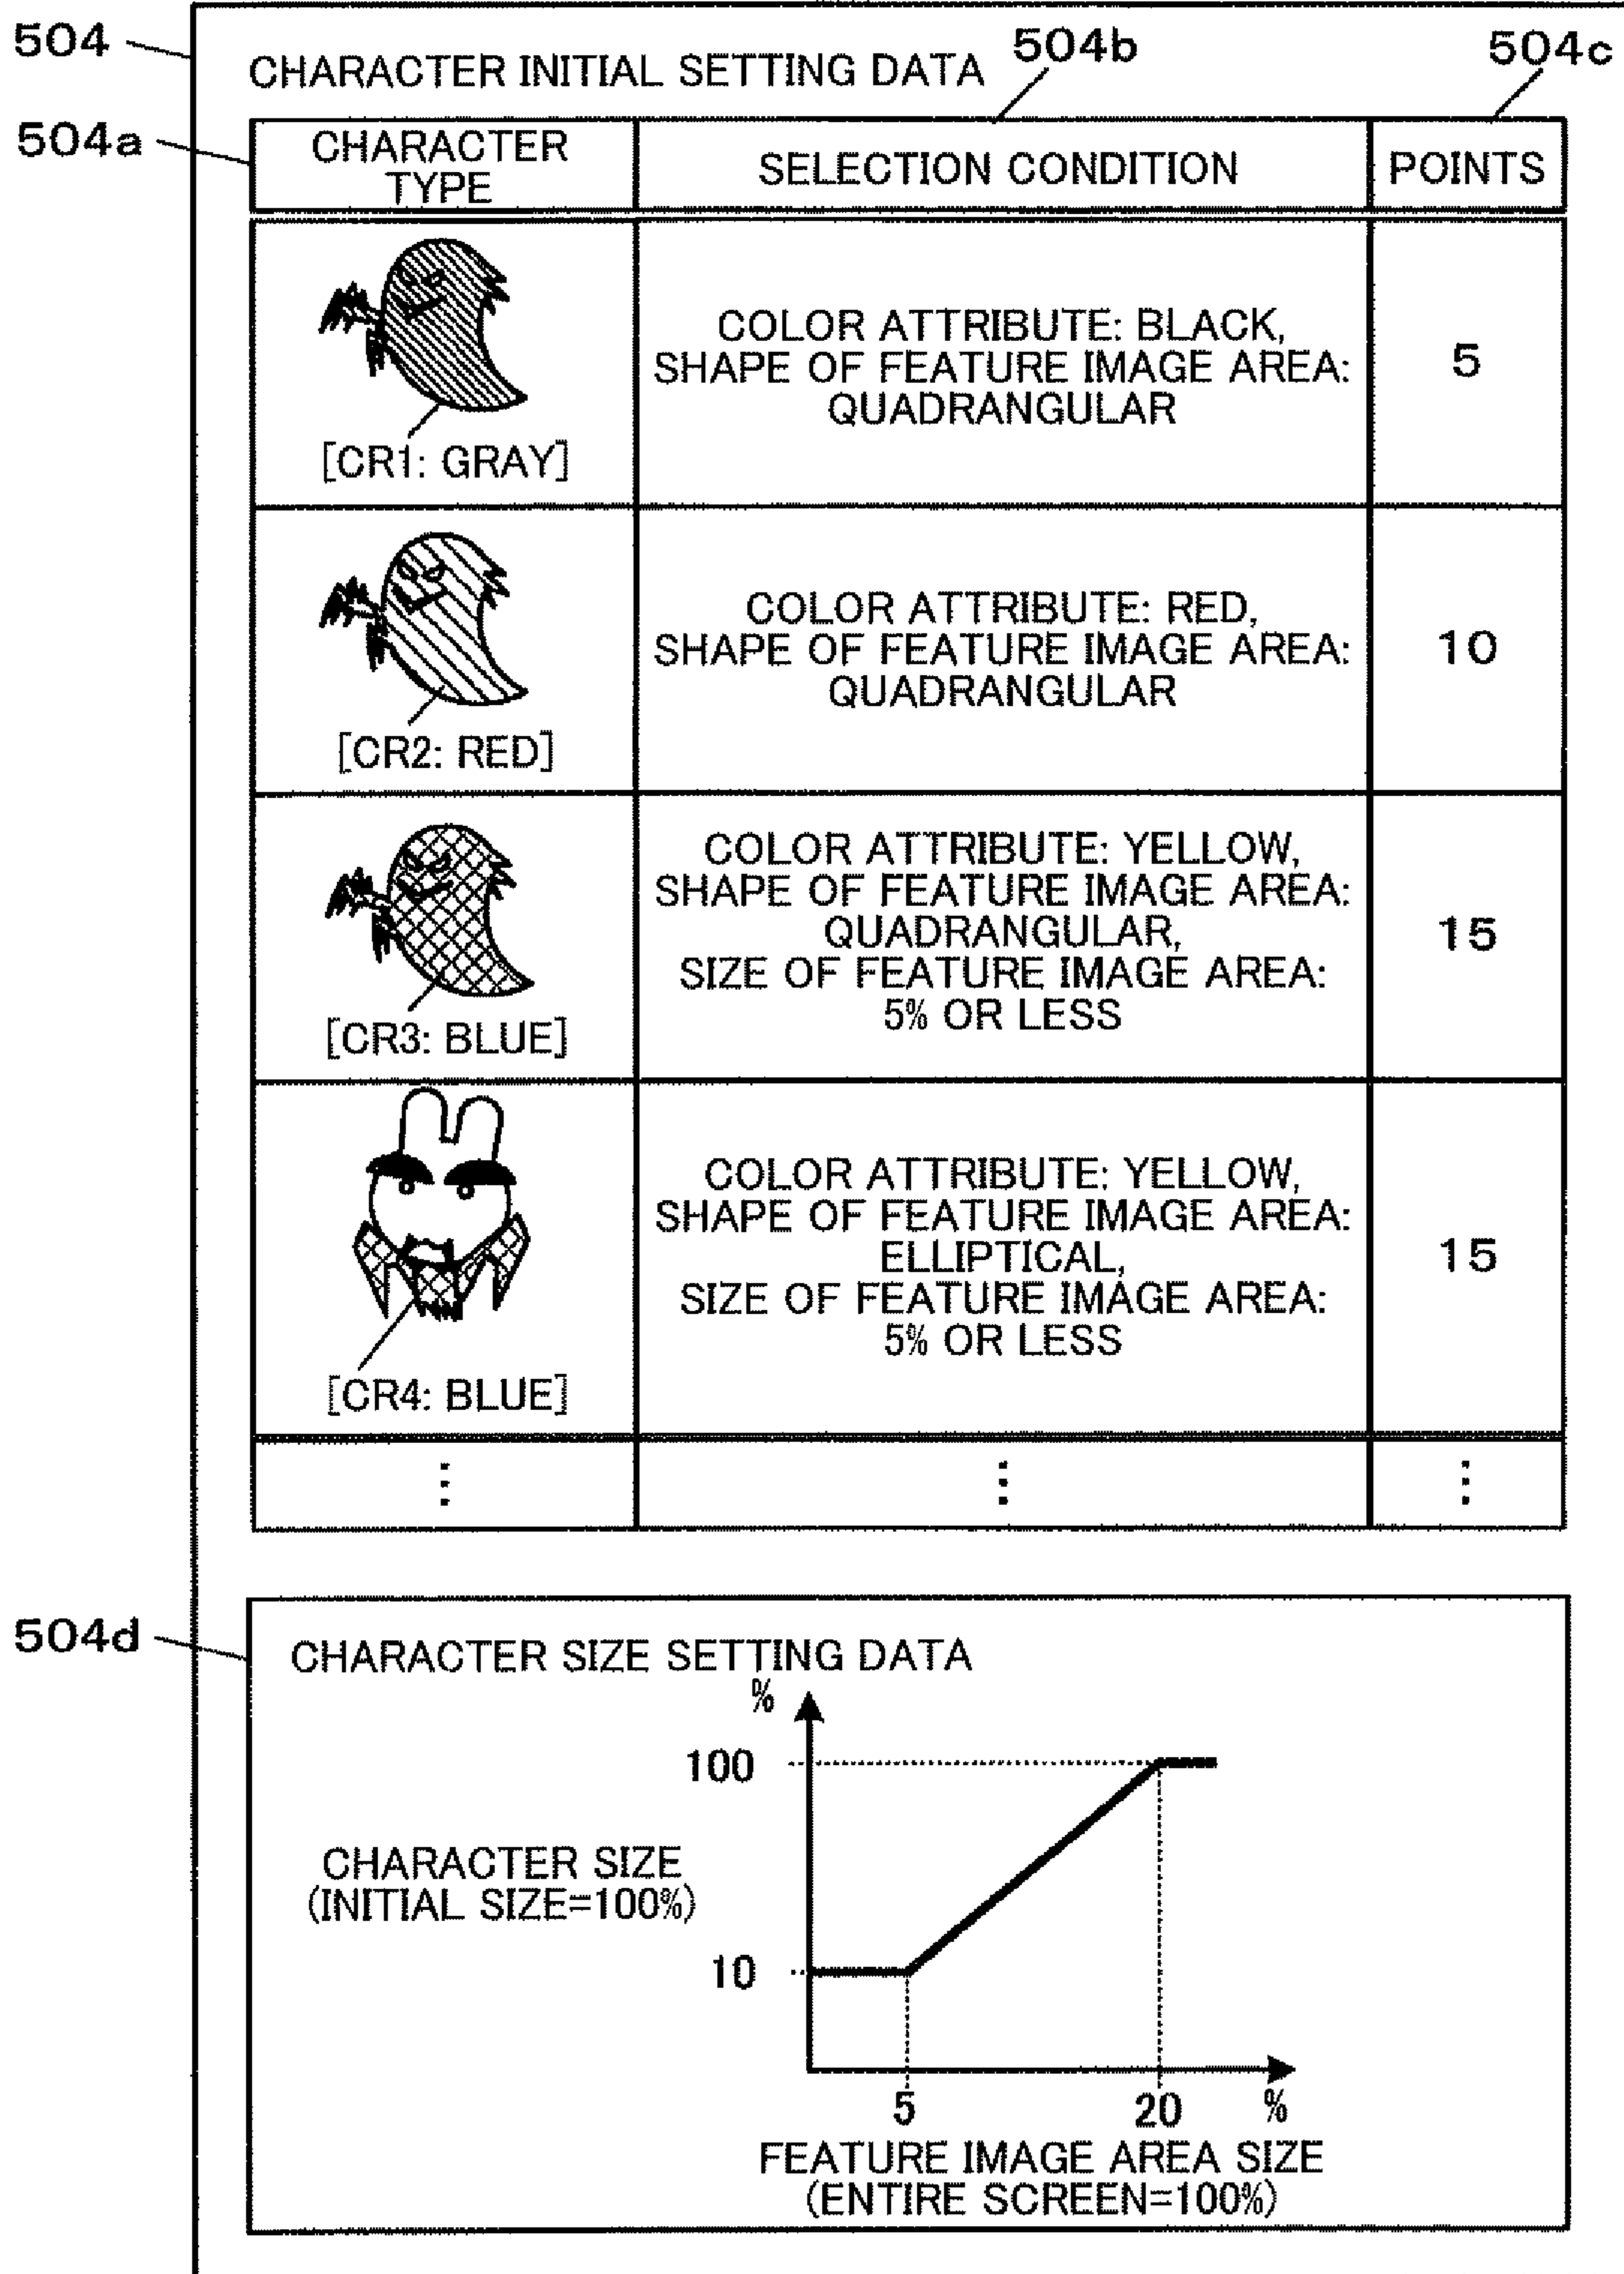 504
504b
504c
CHARACTER INITIAL SETTING DATA
504a
CHARACTER
TYPE
SELECTION CONDITION
POINTS
COLOR ATTRIBUTE: BLACK,
SHAPE OF FEATURE IMAGE AREA:
QUADRANGULAR
5
[CR1: GRAY]
COLOR ATTRIBUTE: RED,
SHAPE OF FEATURE IMAGE AREA:
QUADRANGULAR
10
[CR2: RED]
COLOR ATTRIBUTE: YELLOW,
SHAPE OF FEATURE IMAGE AREA:
QUADRANGULAR,
SIZE OF FEATURE IMAGE AREA:
5% OR LESS
15
[CR3: BLUE]
COLOR ATTRIBUTE: YELLOW,
SHAPE OF FEATURE IMAGE AREA:
ELLIPTICAL,
SIZE OF FEATURE IMAGE AREA:
5% OR LESS
15
[CR4: BLUE]
504d
CHARACTER SIZE SETTING DATA
%
100
CHARACTER SIZE
(INITIAL SIZE=100%)
10
5
20
%
FEATURE IMAGE AREA SIZE
(ENTIRE SCREEN=100%)